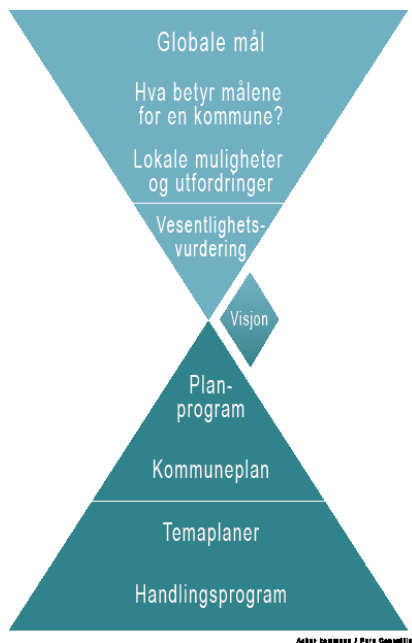 Globale mål
Hva betyr målene
for en kommune?
Lokale muligheter
og utfordringer
Vesentlighets-
vurdering
Visjon
Plan-
program
Kommuneplan
Temaplaner
Handlingsprogram
kommune /